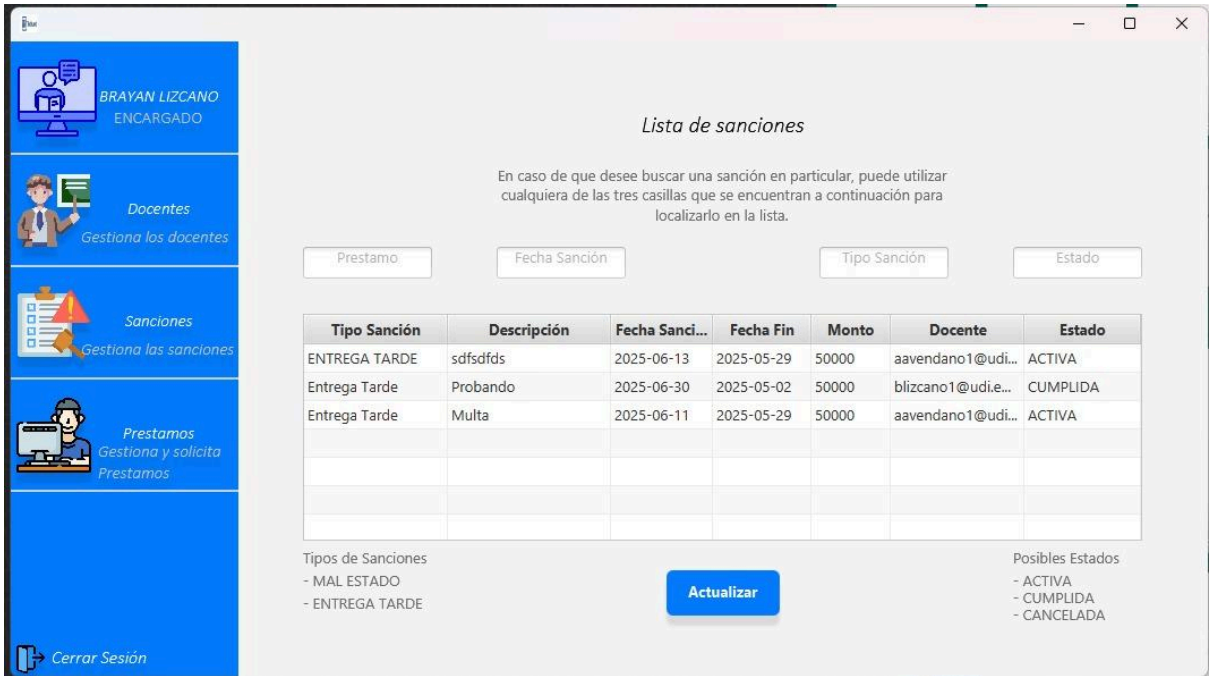 BRAYAN LIZCANO
ENCARGADO
Docentes
Gestiona los docentes
Sanciones
Gestiona las sanciones
Prestamos
Gestiona y solicita
Prestamos
Cerrar Sesión
Lista de sanciones
En caso de que desee buscar una sanción en particular, puede utilizar
cualquiera de las tres casillas que se encuentran a continuación para
localizarlo en la lista.
Prestamo Fecha Sanción Tipo Sanción Estado
Tipo Sanción Descripción Fecha Sanci... Fecha Fin Monto Docente Estado
ENTREGA TARDE sdfsdfds 2025-06-13 2025-05-29 50000 aavendano1@udi... ACTIVA
Entrega Tarde Probando 2025-06-30 2025-05-02 50000 blizcano1@udi.e... CUMPLIDA
Entrega Tarde Multa 2025-06-11 2025-05-29 50000 aavendano1@udi... ACTIVA
Tipos de Sanciones
- MAL ESTADO
- ENTREGA TARDE
Actualizar
Posibles Estados
- ACTIVA
- CUMPLIDA
- CANCELADA